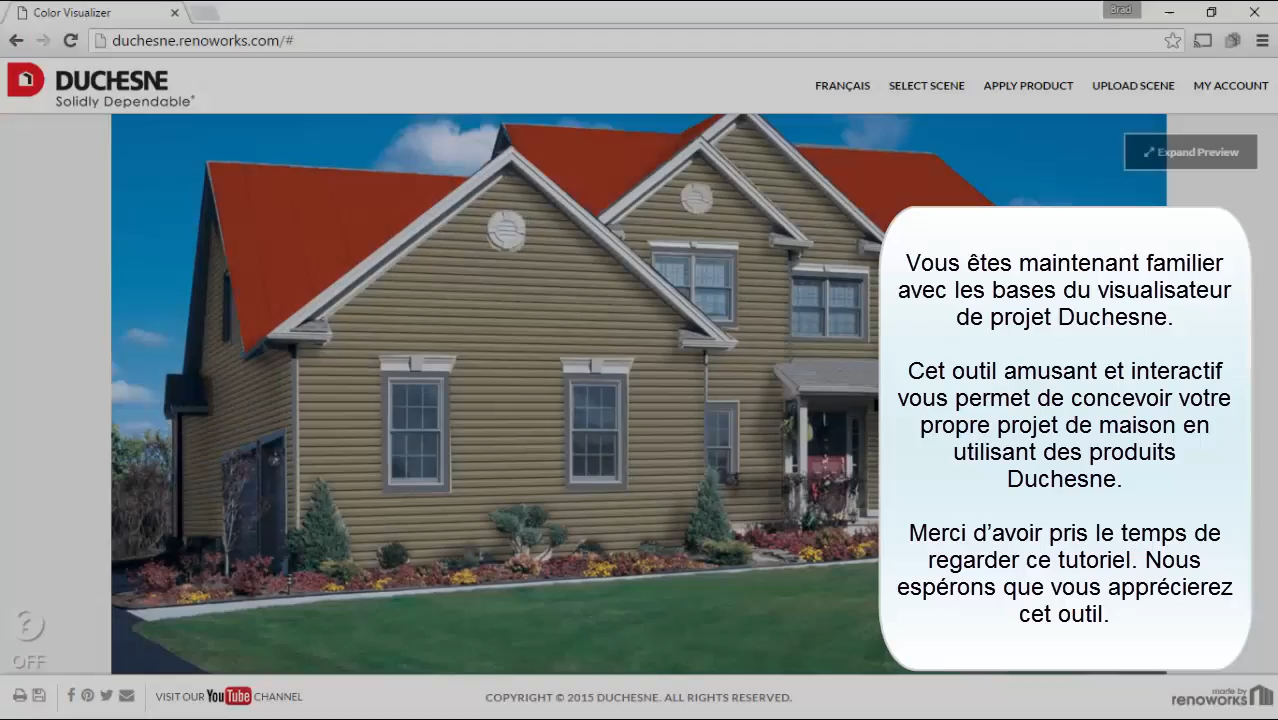 Color Visualizer
Brad
duchesne.renoworks.com/#
DUCHESNE
Solidly Dependable®
FRANÇAIS SELECT SCENE APPLY PRODUCT UPLOAD SCENE MY ACCOUNT
Expand Preview
Vous êtes maintenant familier
avec les bases du visualisateur
de projet Duchesne.
Cet outil amusant et interactif
vous permet de concevoir votre
propre projet de maison en
utilisant des produits
Duchesne.
Merci d’avoir pris le temps de
regarder ce tutoriel. Nous
espérons que vous apprécierez
cet outil.
?
OFF
VISIT OUR YouTube CHANNEL
COPYRIGHT © 2015 DUCHESNE. ALL RIGHTS RESERVED.
made by
renoworks